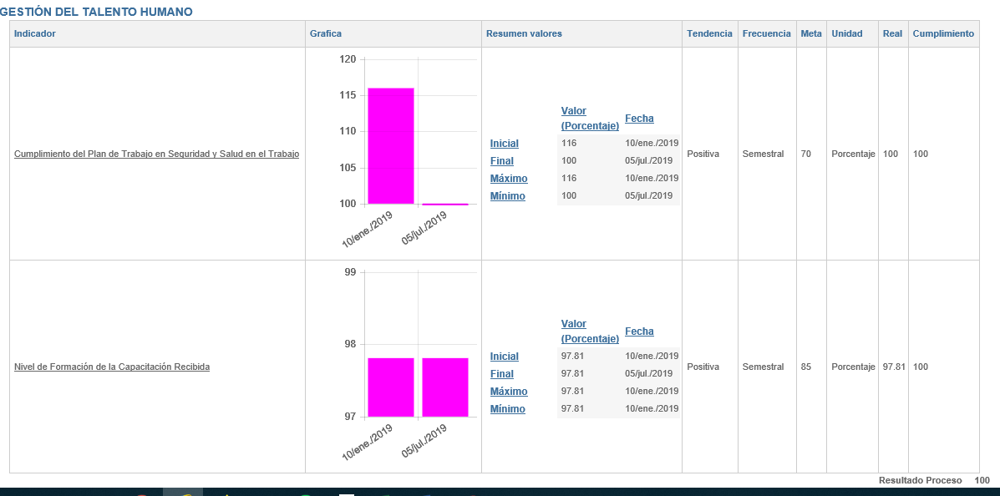 GESTIÓN DEL TALENTO HUMANO
Indicador Grafica Resumen valores Tendencia Frecuencia Meta Unidad Real Cumplimiento
Cumplimiento del Plan de Trabajo en Seguridad y Salud en el Trabajo
120
115
110
105
100
10/ene./2019 05/jul./2019
Valor (Porcentaje) Fecha
Inicial 116 10/ene./2019
Final 100 05/jul./2019
Máximo 116 10/ene./2019
Mínimo 100 05/jul./2019
Positiva Semestral 70 Porcentaje 100 100
Nivel de Formación de la Capacitación Recibida
99
98
97
10/ene./2019 05/jul./2019
Valor (Porcentaje) Fecha
Inicial 97.81 10/ene./2019
Final 97.81 05/jul./2019
Máximo 97.81 10/ene./2019
Mínimo 97.81 10/ene./2019
Positiva Semestral 85 Porcentaje 97.81 100
Resultado Proceso 100